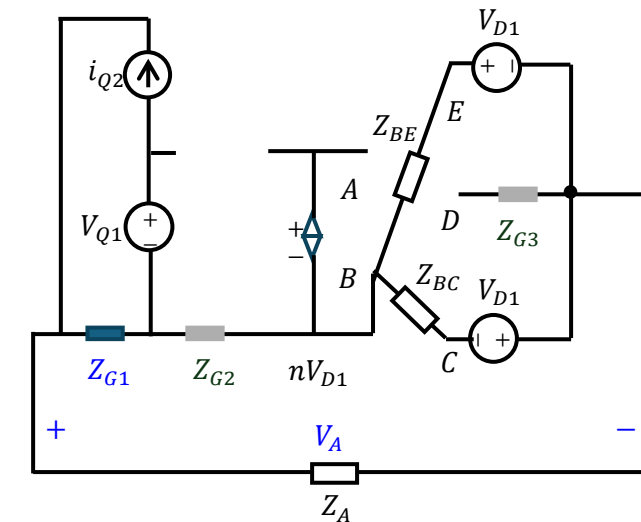 V_{D1}
i_{Q2}
+ −
E
Z_{BE}
A
V_{Q1}
+
−
+
−
D
Z_{G3}
B
Z_{BC}
V_{D1}
− +
C
Z_{G1} Z_{G2} nV_{D1}
+ V_A −
Z_A